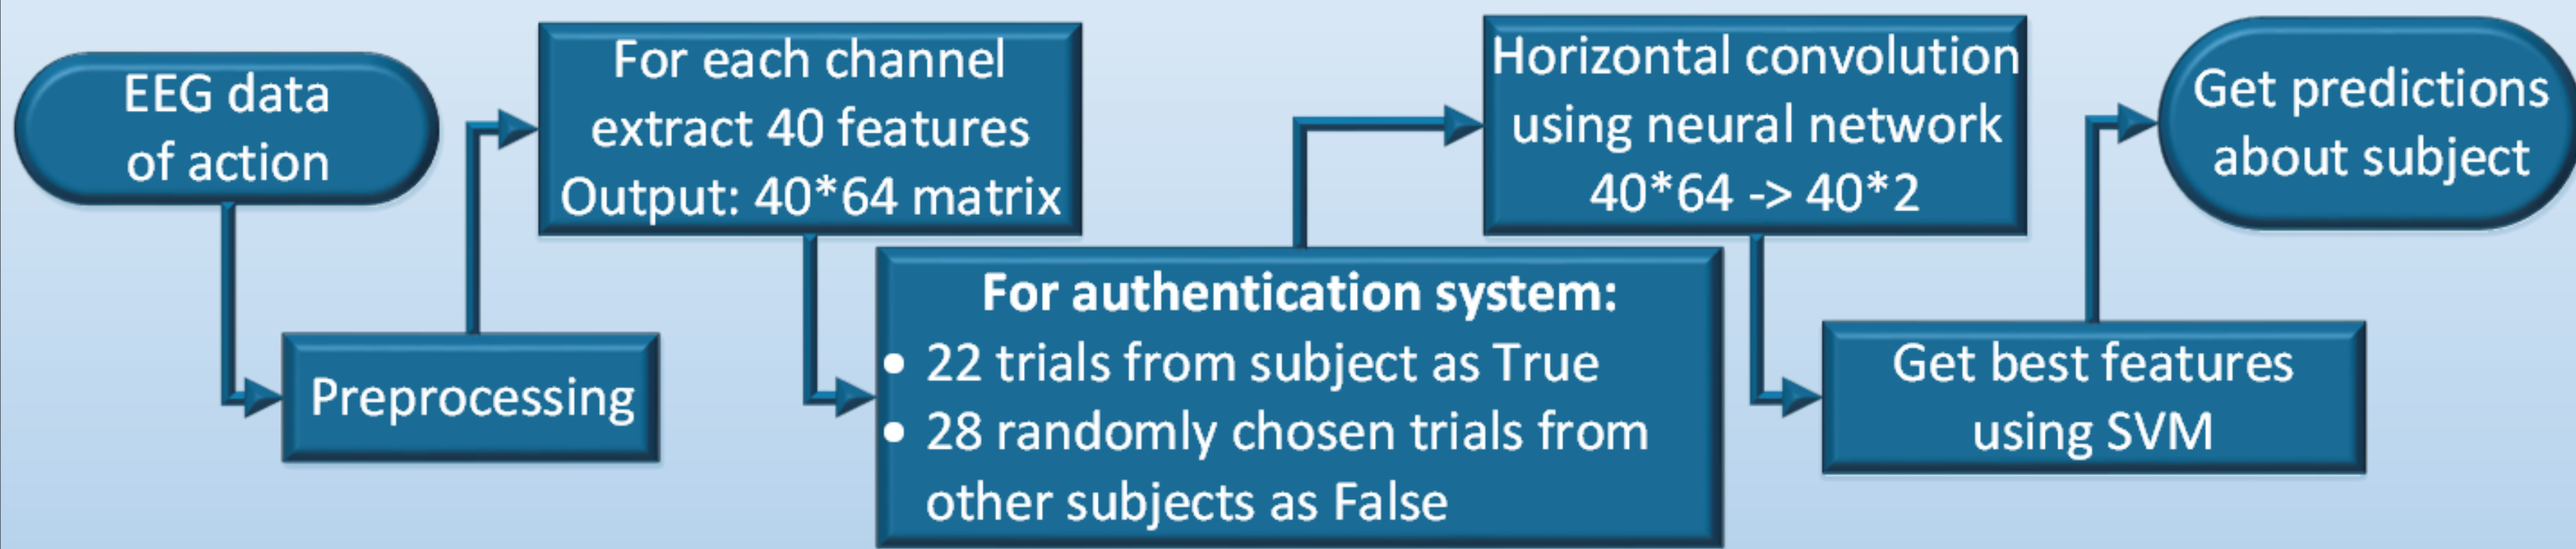 EEG data
of action
Preprocessing
For each channel
extract 40 features
Output: 40*64 matrix
For authentication system:
• 22 trials from subject as True
• 28 randomly chosen trials from
other subjects as False
Horizontal convolution
using neural network
40*64 -> 40*2
Get best features
using SVM
Get predictions
about subject